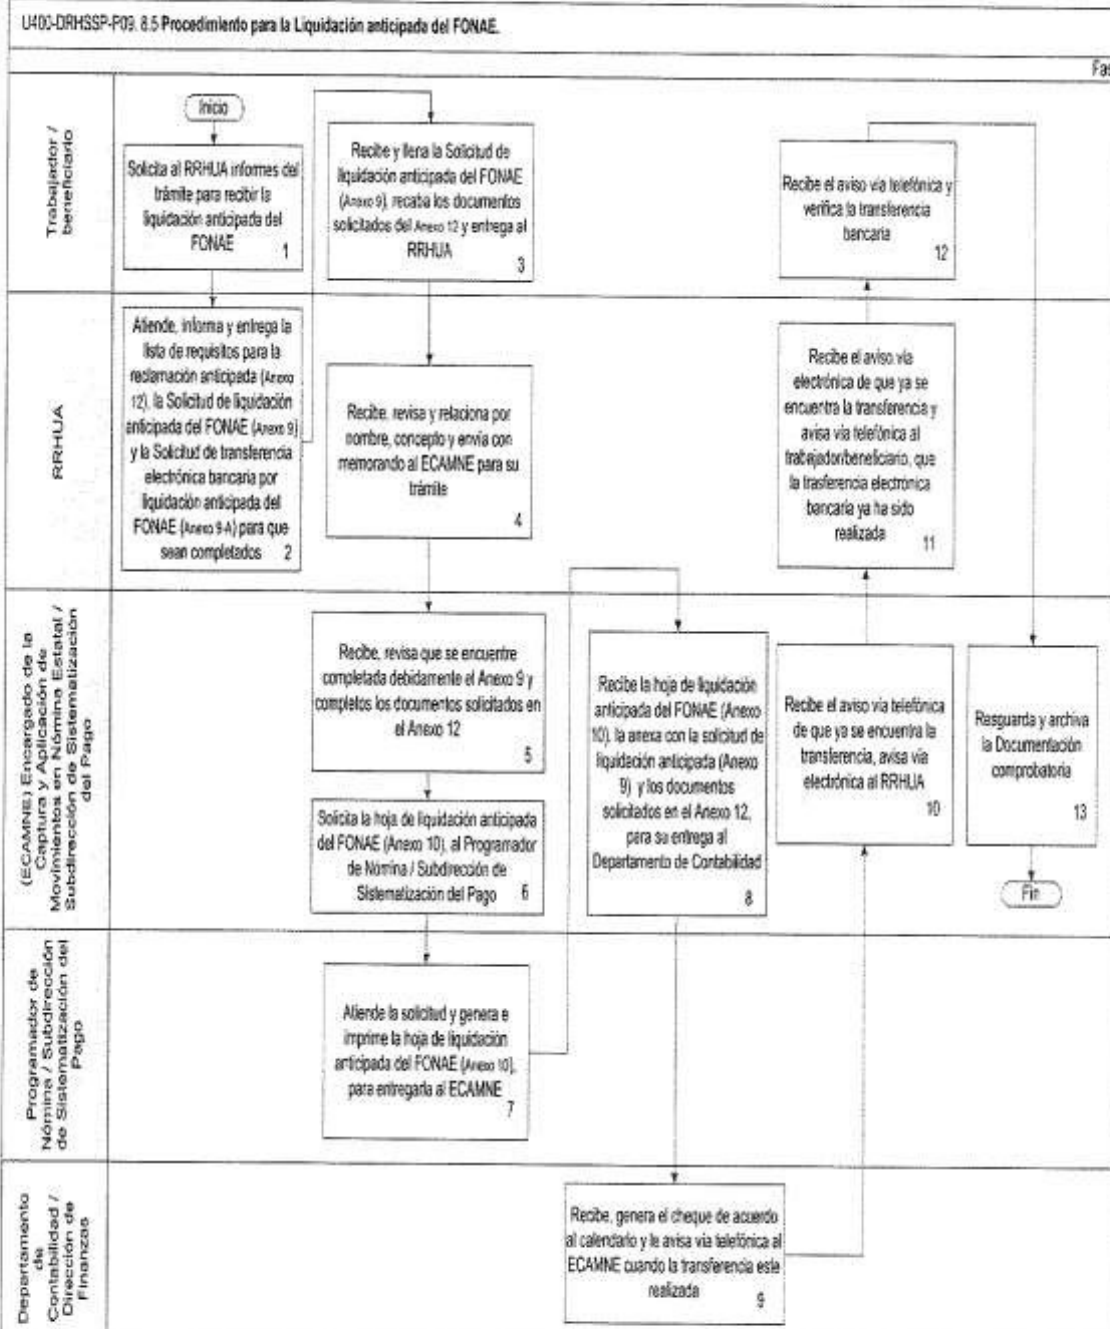 U400-DRHSSP-P09. 8.5 Procedimiento para la Liquidación anticipada del FONAE.
Fas
Trabajador /
beneficiario
Inicio
Solicita al RRHUA informes del
trámite para recibir la
liquidación anticipada del
FONAE
1
Recibe y llena la Solicitud de
liquidación anticipada del FONAE
(Anexo 9), recaba los documentos
solicitados del Anexo 12 y entrega al
RRHUA
3
Recibe el aviso vía telefónica y
verifica la transferencia
bancaria
12
RRHUA
Atiende, informa y entrega la
lista de requisitos para la
reclamación anticipada (Anexo
12), la Solicitud de liquidación
anticipada del FONAE (Anexo 9)
y la Solicitud de transferencia
electrónica bancaria por
liquidación anticipada del
FONAE (Anexo 9-A) para que
sean completados
2
Recibe, revisa y relaciona por
nombre, concepto y envía con
memorando al ECAMNE para su
trámite
4
Recibe el aviso vía
electrónica de que ya se
encuentra la transferencia y
avisa vía telefónica al
trabajador/beneficiario, que
la trasferencia electrónica
bancaria ya ha sido
realizada
11
(ECAMNE) Encargado de la
Captura y Aplicación de
Movimientos en Nómina Estatal /
Subdirección de Sistematización
del Pago
Recibe, revisa que se encuentre
completada debidamente el Anexo 9 y
completos los documentos solicitados en
el Anexo 12
5
Solicita la hoja de liquidación anticipada
del FONAE (Anexo 10), al Programador
de Nómina / Subdirección de
Sistematización del Pago
6
Recibe la hoja de liquidación
anticipada del FONAE (Anexo
10), la anexa con la solicitud de
liquidación anticipada (Anexo
9) y los documentos
solicitados en el Anexo 12,
para su entrega al
Departamento de Contabilidad
8
Recibe el aviso vía telefónica
de que ya se encuentra la
transferencia, avisa vía
electrónica al RRHUA
10
Resguarda y archiva
la Documentación
comprobatoria
13
Fin
Programador de
Nómina / Subdirección
de Sistematización del
Pago
Atiende la solicitud y genera e
imprime la hoja de liquidación
anticipada del FONAE (Anexo 10),
para entregarla al ECAMNE
7
Departamento
de
Contabilidad /
Dirección de
Finanzas
Recibe, genera el cheque de acuerdo
al calendario y le avisa vía telefónica al
ECAMNE cuando la transferencia este
realizada
9